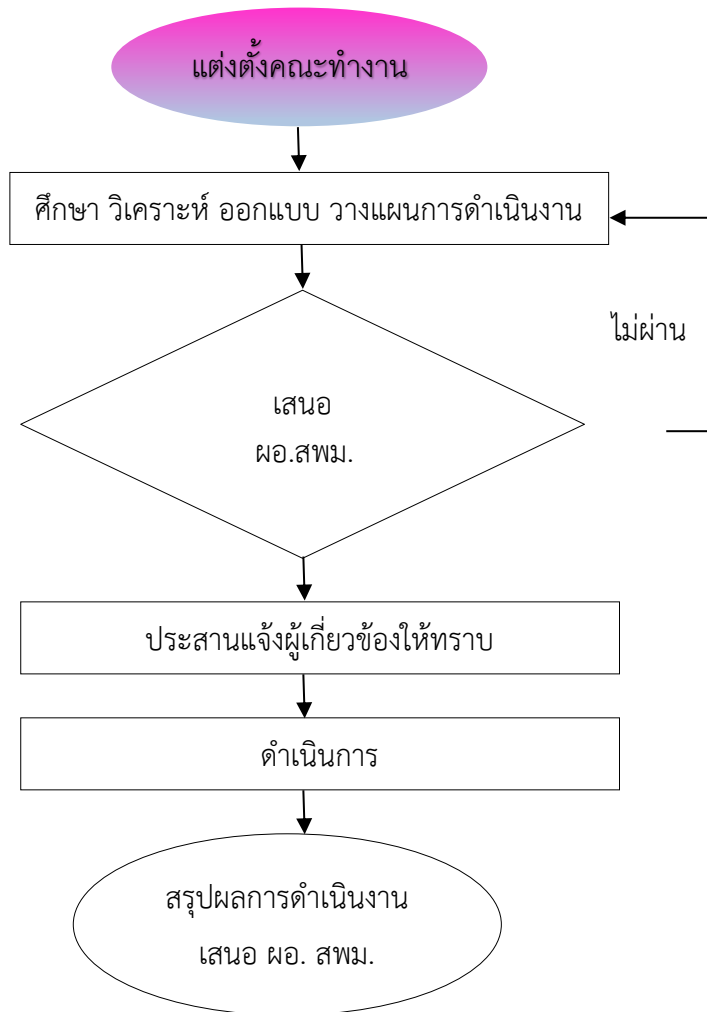 แต่งตั้งคณะทำงาน
ศึกษา วิเคราะห์ ออกแบบ วางแผนการดำเนินงาน
ไม่ผ่าน
เสนอ
ผอ.สพม.
ประสานแจ้งผู้เกี่ยวข้องให้ทราบ
ดำเนินการ
สรุปผลการดำเนินงาน
เสนอ ผอ. สพม.